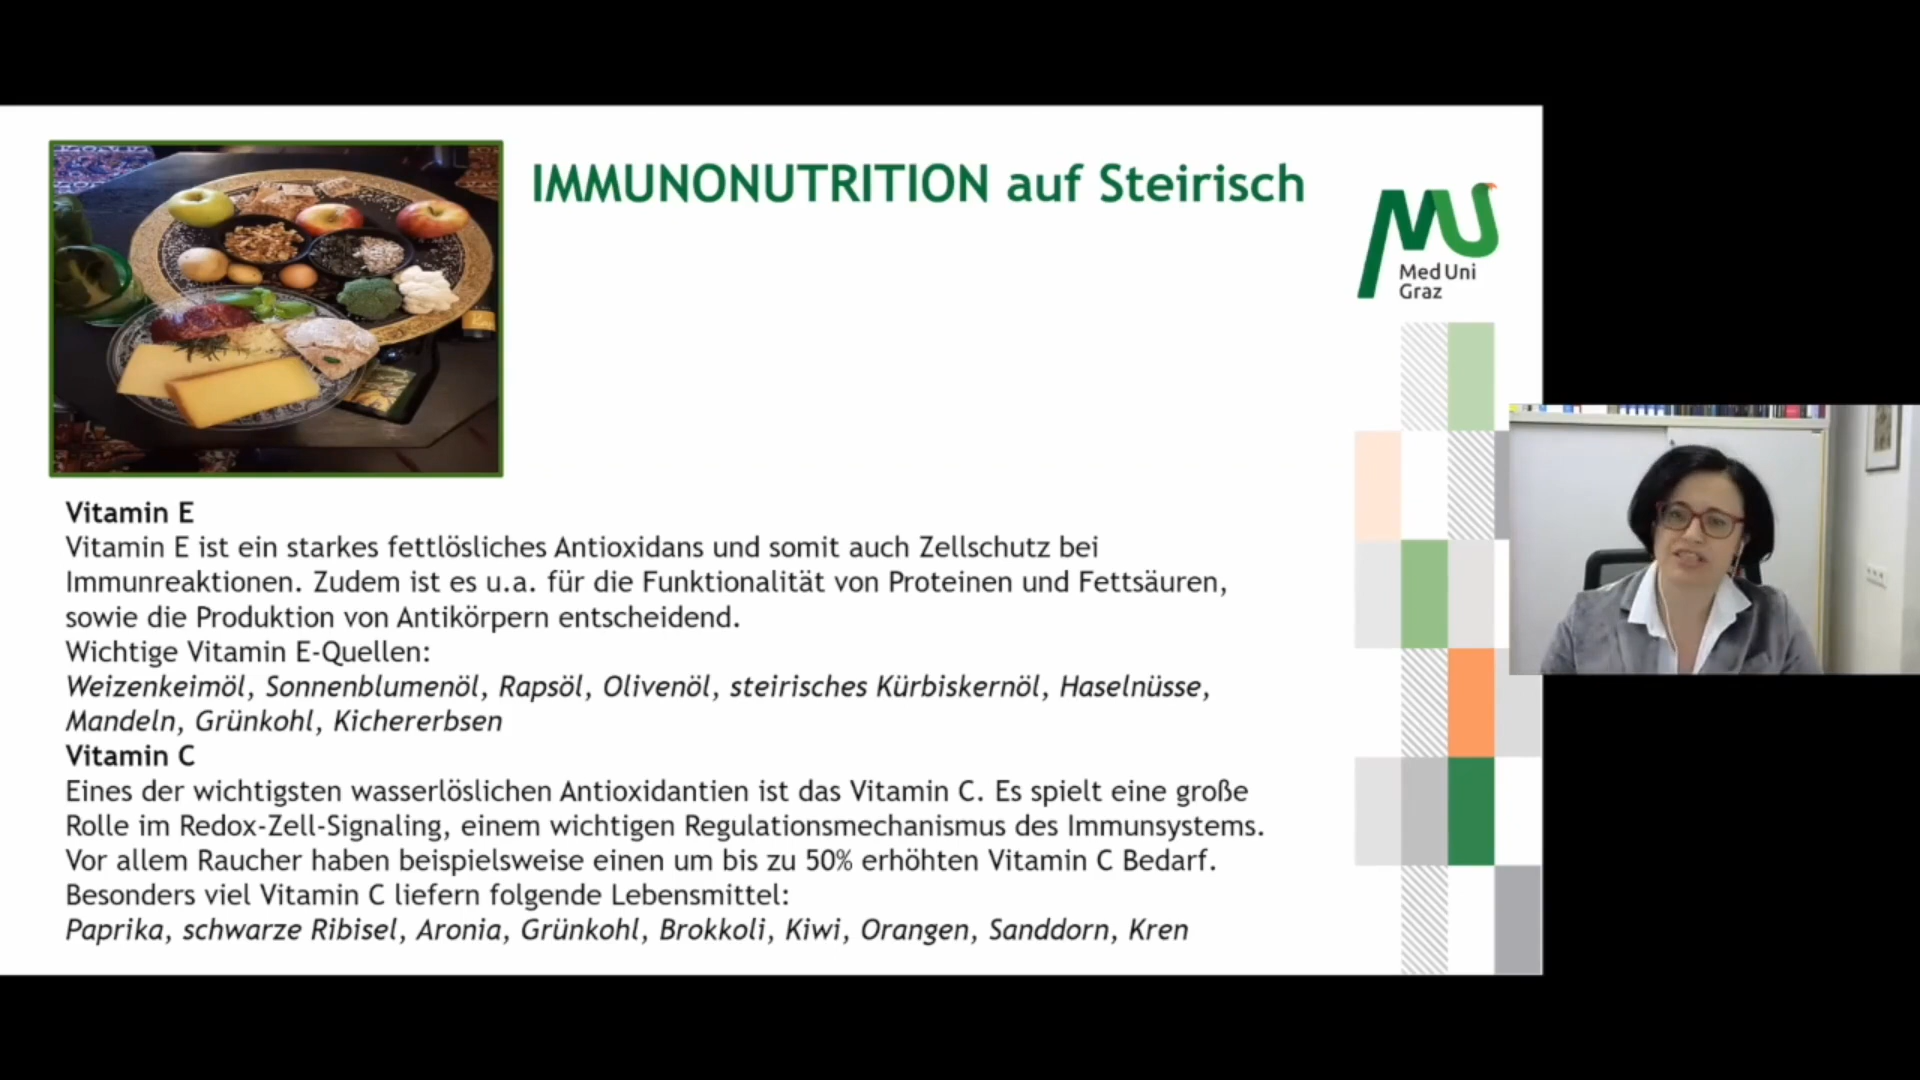 IMMUNONUTRITION auf Steirisch
Med Uni
Graz
Vitamin E
Vitamin E ist ein starkes fettlösliches Antioxidans und somit auch Zellschutz bei
Immunreaktionen. Zudem ist es u.a. für die Funktionalität von Proteinen und Fettsäuren,
sowie die Produktion von Antikörpern entscheidend.
Wichtige Vitamin E-Quellen:
Weizenkeimöl, Sonnenblumenöl, Rapsöl, Olivenöl, steirisches Kürbiskernöl, Haselnüsse,
Mandeln, Grünkohl, Kichererbsen
Vitamin C
Eines der wichtigsten wasserlöslichen Antioxidantien ist das Vitamin C. Es spielt eine große
Rolle im Redox-Zell-Signaling, einem wichtigen Regulationsmechanismus des Immunsystems.
Vor allem Raucher haben beispielsweise einen um bis zu 50% erhöhten Vitamin C Bedarf.
Besonders viel Vitamin C liefern folgende Lebensmittel:
Paprika, schwarze Ribisel, Aronia, Grünkohl, Brokkoli, Kiwi, Orangen, Sanddorn, Kren